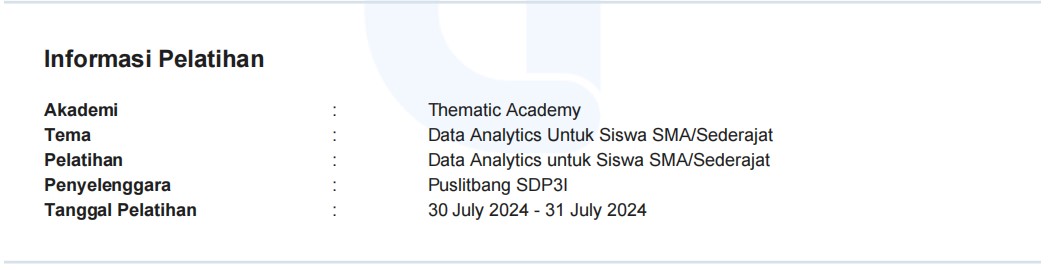 Informasi Pelatihan
Akademi : Thematic Academy
Tema : Data Analytics Untuk Siswa SMA/Sederajat
Pelatihan : Data Analytics untuk Siswa SMA/Sederajat
Penyelenggara : Puslitbang SDP3I
Tanggal Pelatihan : 30 July 2024 - 31 July 2024